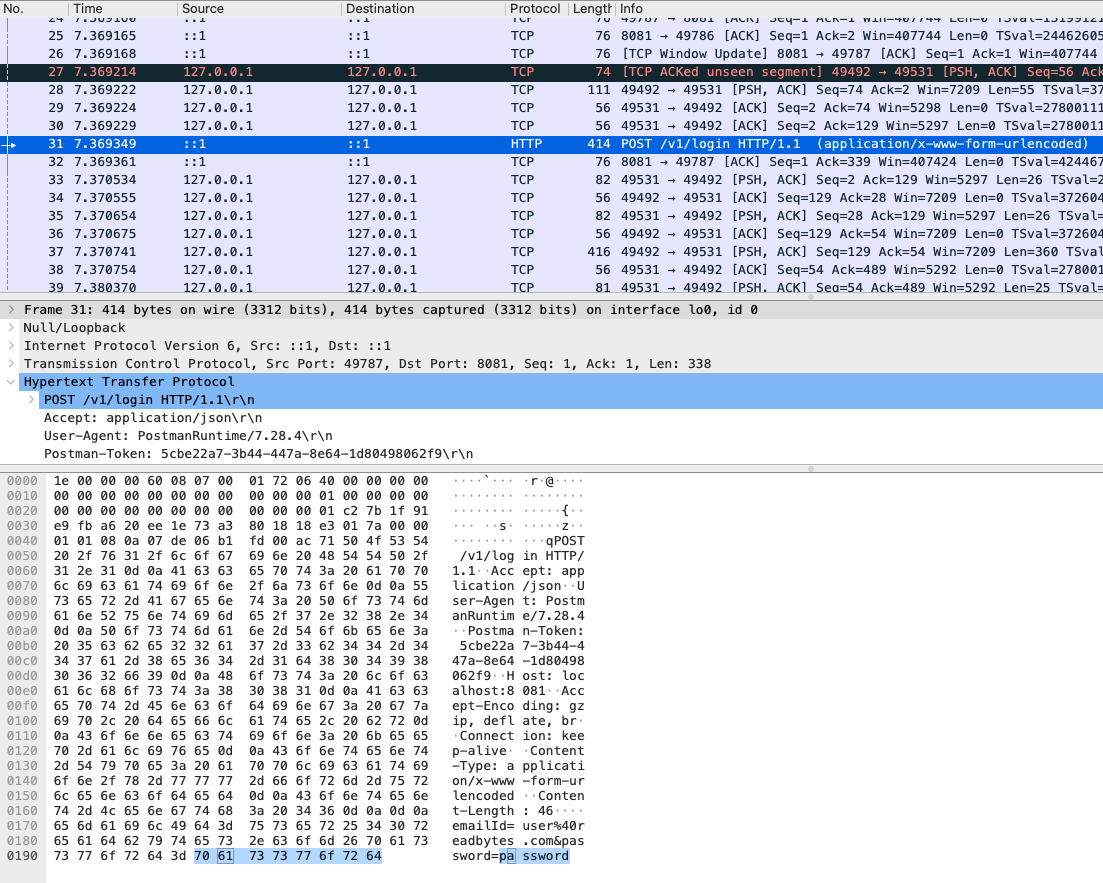 No. Time Source Destination Protocol Length Info
24 7.369160 ::1 ::1 TCP 76 49787 → 8081 [ACK] Seq=1 Ack=1 Win=407744 Len=0
25 7.369165 ::1 ::1 TCP 76 8081 → 49786 [ACK] Seq=1 Ack=2 Win=407744 Len=0 TSval=24462605
26 7.369168 ::1 ::1 TCP 76 [TCP Window Update] 8081 → 49787 [ACK] Seq=1 Ack=1 Win=407744
27 7.369214 127.0.0.1 127.0.0.1 TCP 74 [TCP ACKed unseen segment] 49492 → 49531 [PSH, ACK] Seq=56 Ack
28 7.369222 127.0.0.1 127.0.0.1 TCP 111 49492 → 49531 [PSH, ACK] Seq=74 Ack=2 Win=7209 Len=55 TSval=37
29 7.369224 127.0.0.1 127.0.0.1 TCP 56 49531 → 49492 [ACK] Seq=2 Ack=74 Win=5298 Len=0 TSval=27800111
30 7.369229 127.0.0.1 127.0.0.1 TCP 56 49531 → 49492 [ACK] Seq=2 Ack=129 Win=5297 Len=0 TSval=2780011
31 7.369349 ::1 ::1 HTTP 414 POST /v1/login HTTP/1.1 (application/x-www-form-urlencoded)
32 7.369361 ::1 ::1 TCP 76 8081 → 49787 [ACK] Seq=1 Ack=339 Win=407424 Len=0 TSval=424467
33 7.370534 127.0.0.1 127.0.0.1 TCP 82 49531 → 49492 [PSH, ACK] Seq=2 Ack=129 Win=5297 Len=26 TSval=2
34 7.370555 127.0.0.1 127.0.0.1 TCP 56 49492 → 49531 [ACK] Seq=129 Ack=28 Win=7209 Len=0 TSval=372604
35 7.370654 127.0.0.1 127.0.0.1 TCP 82 49531 → 49492 [PSH, ACK] Seq=28 Ack=129 Win=5297 Len=26 TSval=
36 7.370675 127.0.0.1 127.0.0.1 TCP 56 49492 → 49531 [ACK] Seq=129 Ack=54 Win=7209 Len=0 TSval=372604
37 7.370741 127.0.0.1 127.0.0.1 TCP 416 49492 → 49531 [PSH, ACK] Seq=129 Ack=54 Win=7209 Len=360 TSval
38 7.370754 127.0.0.1 127.0.0.1 TCP 56 49531 → 49492 [ACK] Seq=54 Ack=489 Win=5292 Len=0 TSval=278001
39 7.380370 127.0.0.1 127.0.0.1 TCP 81 49531 → 49492 [PSH, ACK] Seq=54 Ack=489 Win=5292 Len=25 TSval=
Frame 31: 414 bytes on wire (3312 bits), 414 bytes captured (3312 bits) on interface lo0, id 0
Null/Loopback
Internet Protocol Version 6, Src: ::1, Dst: ::1
Transmission Control Protocol, Src Port: 49787, Dst Port: 8081, Seq: 1, Ack: 1, Len: 338
Hypertext Transfer Protocol
POST /v1/login HTTP/1.1\r\n
Accept: application/json\r\n
User-Agent: PostmanRuntime/7.28.4\r\n
Postman-Token: 5cbe22a7-3b44-447a-8e64-1d80498062f9\r\n
0000 1e 00 00 00 60 08 07 00 01 72 06 40 00 00 00 00 ····`··· ·r·@····
0010 00 00 00 00 00 00 00 00 00 00 00 01 00 00 00 00 ········ ········
0020 00 00 00 00 00 00 00 00 00 00 00 01 c2 7b 1f 91 ········ ·····{··
0030 e9 fb a6 20 ee 1e 73 a3 80 18 18 e3 01 7a 00 00 ··· ··s· ·····z··
0040 01 01 08 0a 07 de 06 b1 fd 00 ac 71 50 4f 53 54 ········ ···qPOST
0050 20 2f 76 31 2f 6c 6f 67 69 6e 20 48 54 54 50 2f /v1/log in HTTP/
0060 31 2e 31 0d 0a 41 63 63 65 70 74 3a 20 61 70 70 1.1··Acc ept: app
0070 6c 69 63 61 74 69 6f 6e 2f 6a 73 6f 6e 0d 0a 55 lication /json··U
0080 73 65 72 2d 41 67 65 6e 74 3a 20 50 6f 73 74 6d ser-Agen t: Postm
0090 61 6e 52 75 6e 74 69 6d 65 2f 37 2e 32 38 2e 34 anRuntim e/7.28.4
00a0 0d 0a 50 6f 73 74 6d 61 6e 2d 54 6f 6b 65 6e 3a ··Postma n-Token:
00b0 20 35 63 62 65 32 32 61 37 2d 33 62 34 34 2d 34 5cbe22a 7-3b44-4
00c0 34 37 61 2d 38 65 36 34 2d 31 64 38 30 34 39 38 47a-8e64 -1d80498
00d0 30 36 32 66 39 0d 0a 48 6f 73 74 3a 20 6c 6f 63 062f9··H ost: loc
00e0 61 6c 68 6f 73 74 3a 38 30 38 31 0d 0a 41 63 63 alhost:8 081··Acc
00f0 65 70 74 2d 45 6e 63 6f 64 69 6e 67 3a 20 67 7a ept-Enco ding: gz
0100 69 70 2c 20 64 65 66 6c 61 74 65 2c 20 62 72 0d ip, defl ate, br·
0110 0a 43 6f 6e 6e 65 63 74 69 6f 6e 3a 20 6b 65 65 ·Connect ion: kee
0120 70 2d 61 6c 69 76 65 0d 0a 43 6f 6e 74 65 6e 74 p-alive· ·Content
0130 2d 54 79 70 65 3a 20 61 70 70 6c 69 63 61 74 69 -Type: a pplicati
0140 6f 6e 2f 78 2d 77 77 77 2d 66 6f 72 6d 2d 75 72 on/x-www -form-ur
0150 6c 65 6e 63 6f 64 65 64 0d 0a 43 6f 6e 74 65 6e lencoded ··Conten
0160 74 2d 4c 65 6e 67 74 68 3a 20 34 36 0d 0a 0d 0a t-Length : 46····
0170 65 6d 61 69 6c 49 64 3d 75 73 65 72 25 34 30 72 emailId= user%40r
0180 65 61 64 62 79 74 65 73 2e 63 6f 6d 26 70 61 73 eadbytes .com&pas
0190 73 77 6f 72 64 3d 70 61 73 73 77 6f 72 64 sword=pa ssword